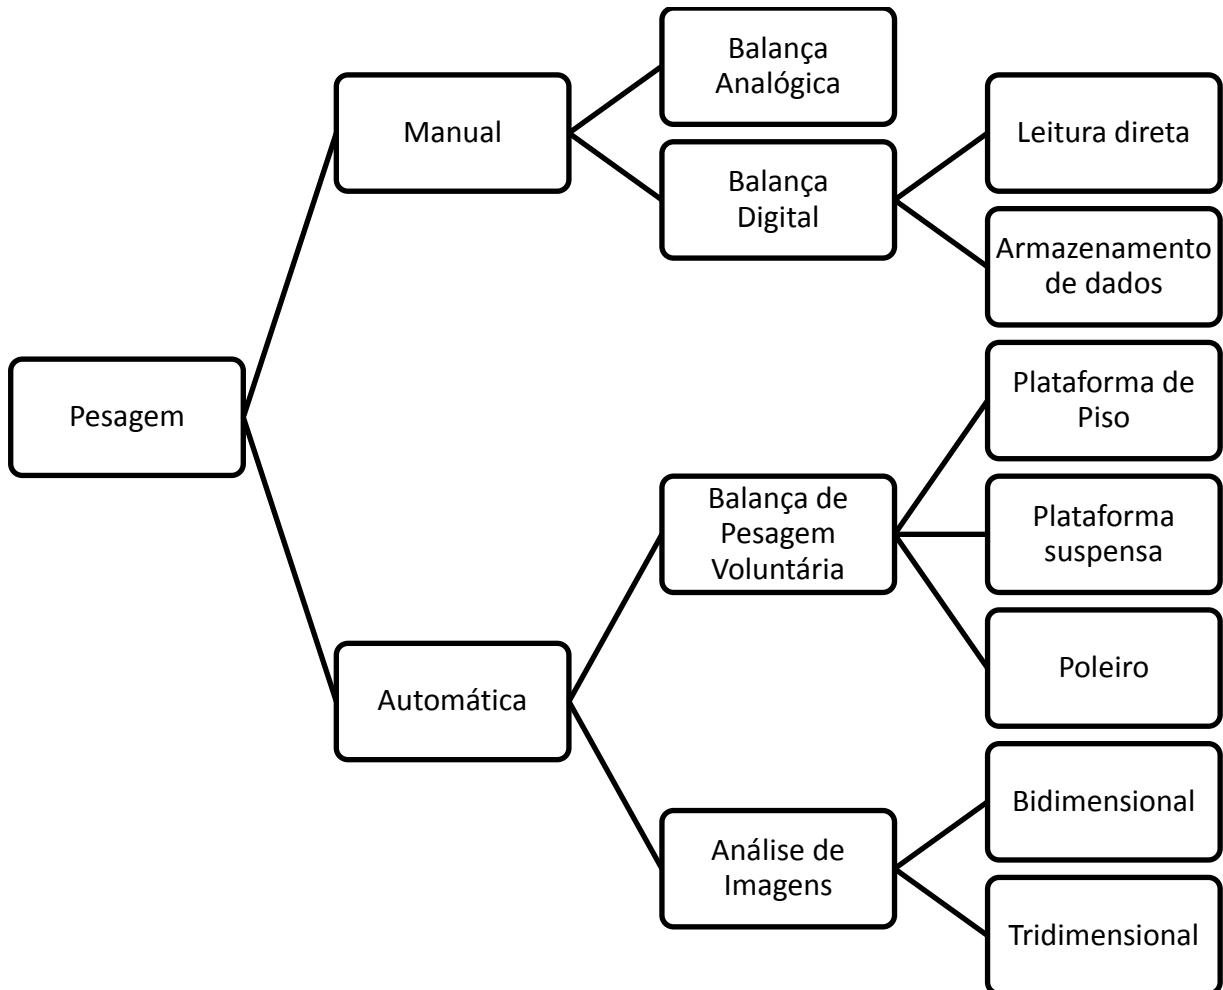 Pesagem
Manual
Balança
Analógica
Balança
Digital
Leitura direta
Armazenamento
de dados
Automática
Balança de
Pesagem
Voluntária
Plataforma de
Piso
Plataforma
suspensa
Poleiro
Análise de
Imagens
Bidimensional
Tridimensional